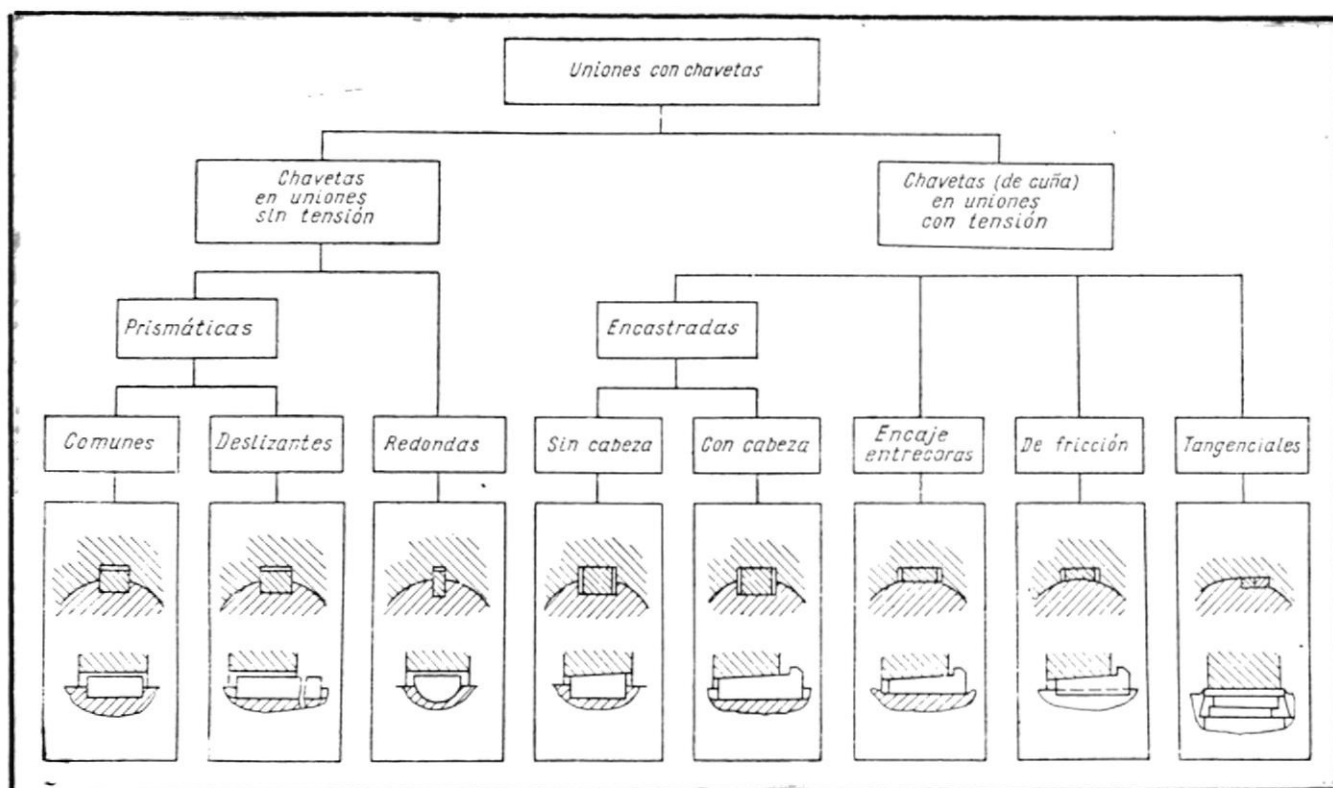 Uniones con chavetas
Chavetas
en uniones
sin tensión
Chavetas (de cuña)
en uniones
con tensión
Prismáticas
Encastradas
Comunes
Deslizantes
Redondas
Sin cabeza
Con cabeza
Encaje
entrecaras
De fricción
Tangenciales